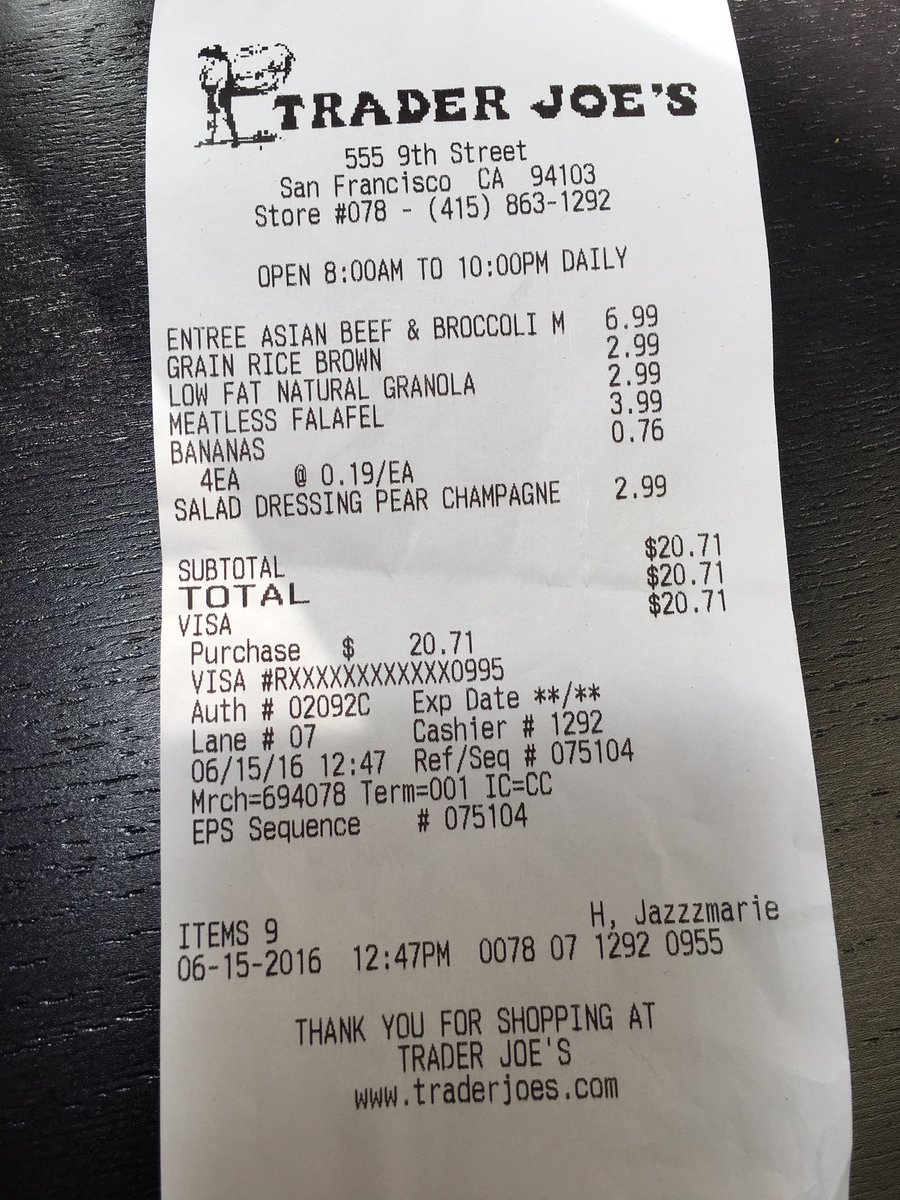 TRADER JOE'S
555 9th Street
San Francisco CA 94103
Store #078 - (415) 863-1292
OPEN 8:00AM TO 10:00PM DAILY
ENTREE ASIAN BEEF & BROCCOLI M 6.99
GRAIN RICE BROWN 2.99
LOW FAT NATURAL GRANOLA 2.99
MEATLESS FALAFEL 3.99
BANANAS 0.76
4EA @ 0.19/EA
SALAD DRESSING PEAR CHAMPAGNE 2.99
SUBTOTAL $20.71
TOTAL $20.71
VISA $20.71
Purchase $ 20.71
VISA #RXXXXXXXXXXXX0995
Auth # 02092C Exp Date **/**
Lane # 07 Cashier # 1292
06/15/16 12:47 Ref/Seq # 075104
Mrch=694078 Term=001 IC=CC
EPS Sequence # 075104
ITEMS 9 H, Jazzzmarie
06-15-2016 12:47PM 0078 07 1292 0955
THANK YOU FOR SHOPPING AT
TRADER JOE'S
www.traderjoes.com